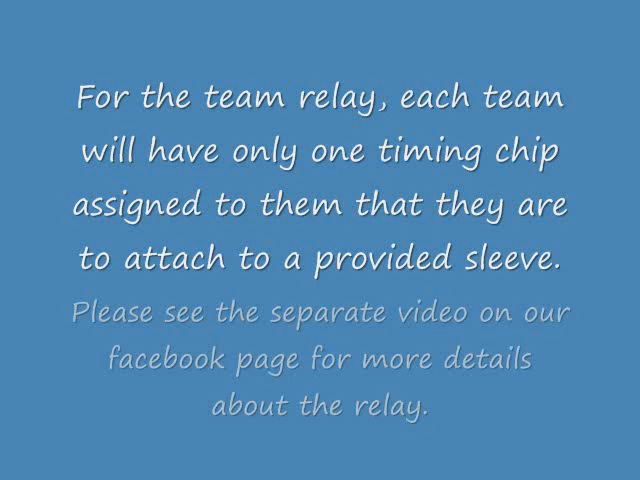 For the team relay, each team
will have only one timing chip
assigned to them that they are
to attach to a provided sleeve.
Please see the separate video on our
facebook page for more details
about the relay.